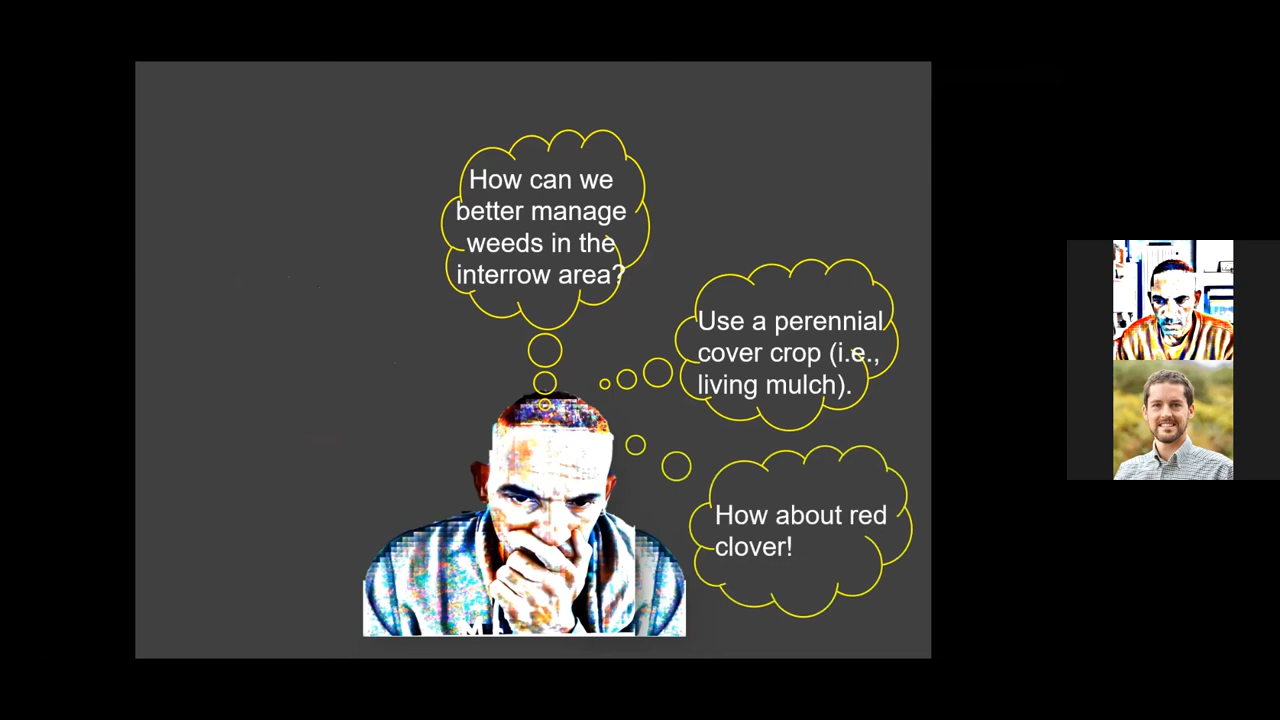 How can we
better manage
weeds in the
interrow area?
Use a perennial
cover crop (i.e.,
living mulch).
How about red
clover!